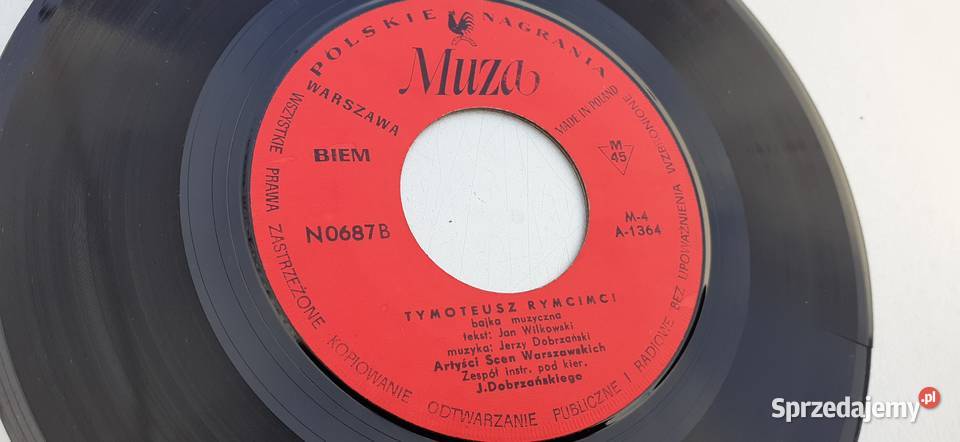 POLSKIE NAGRANIA
Muza
WARSZAWA
MADE IN POLAND
BIEM
M
45
N0687B
M-4
A-1364
TYMOTEUSZ RYMCIMCI
bajka muzyczna
tekst: Jan Wilkowski
muzyka: Jerzy Dobrzański
Artyści Scen Warszawskich
Zespół instr. pod kier.
J.Dobrzańskiego
WSZYSTKIE PRAWA ZASTRZEŻONE KOPIOWANIE ODTWARZANIE PUBLICZNE I RADIOWE BEZ UPOWAŻNIENIA WZBRONIONE
Sprzedajemy.pl